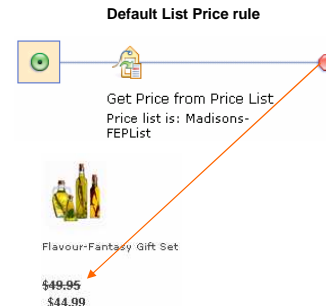 Default List Price rule
Get Price from Price List
Price list is: Madisons-
FEPList
Flavour-Fantasy Gift Set
$49.95
$44.99